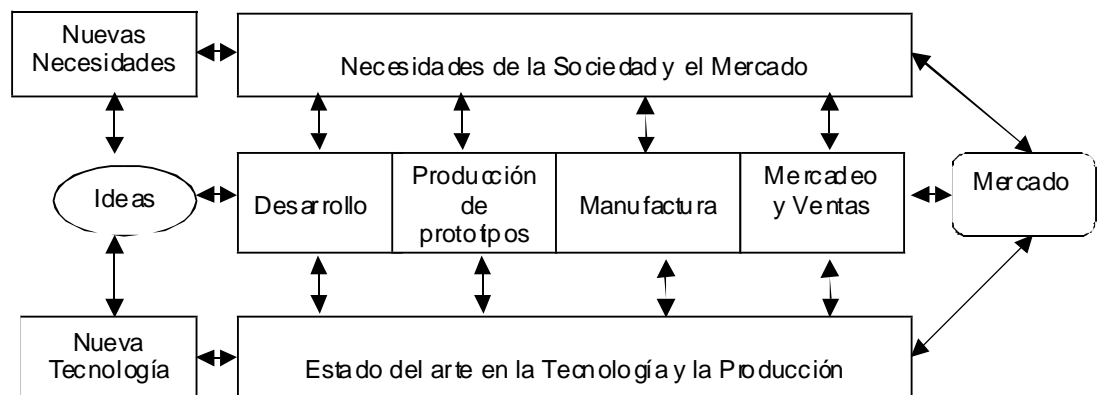 Nuevas
Necesidades
Necesidades de la Sociedad y el Mercado
Ideas
Desarrollo
Producción
de
prototipos
Manufactura
Mercadeo
y Ventas
Mercado
Nueva
Tecnología
Estado del arte en la Tecnología y la Producción